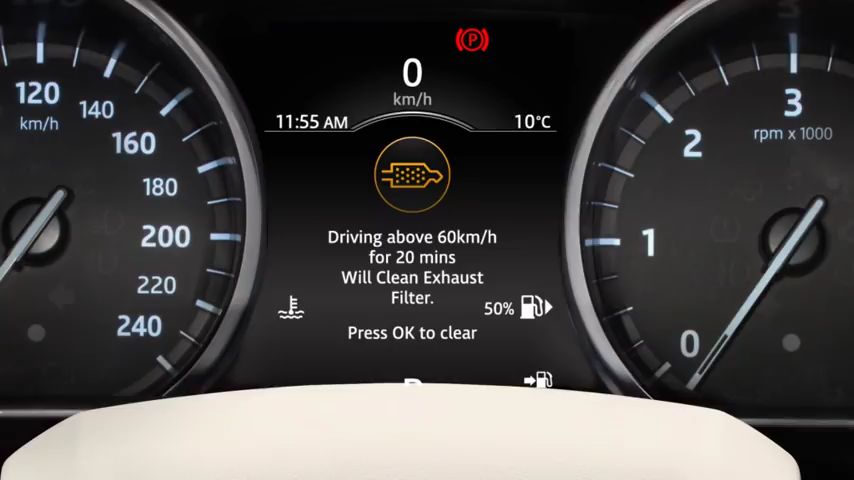 P
0
km/h
11:55 AM
10°C
120
km/h
140
160
180
200
220
240
Driving above 60km/h
for 20 mins
Will Clean Exhaust
Filter.
50%
Press OK to clear
3
rpm x 1000
2
1
0